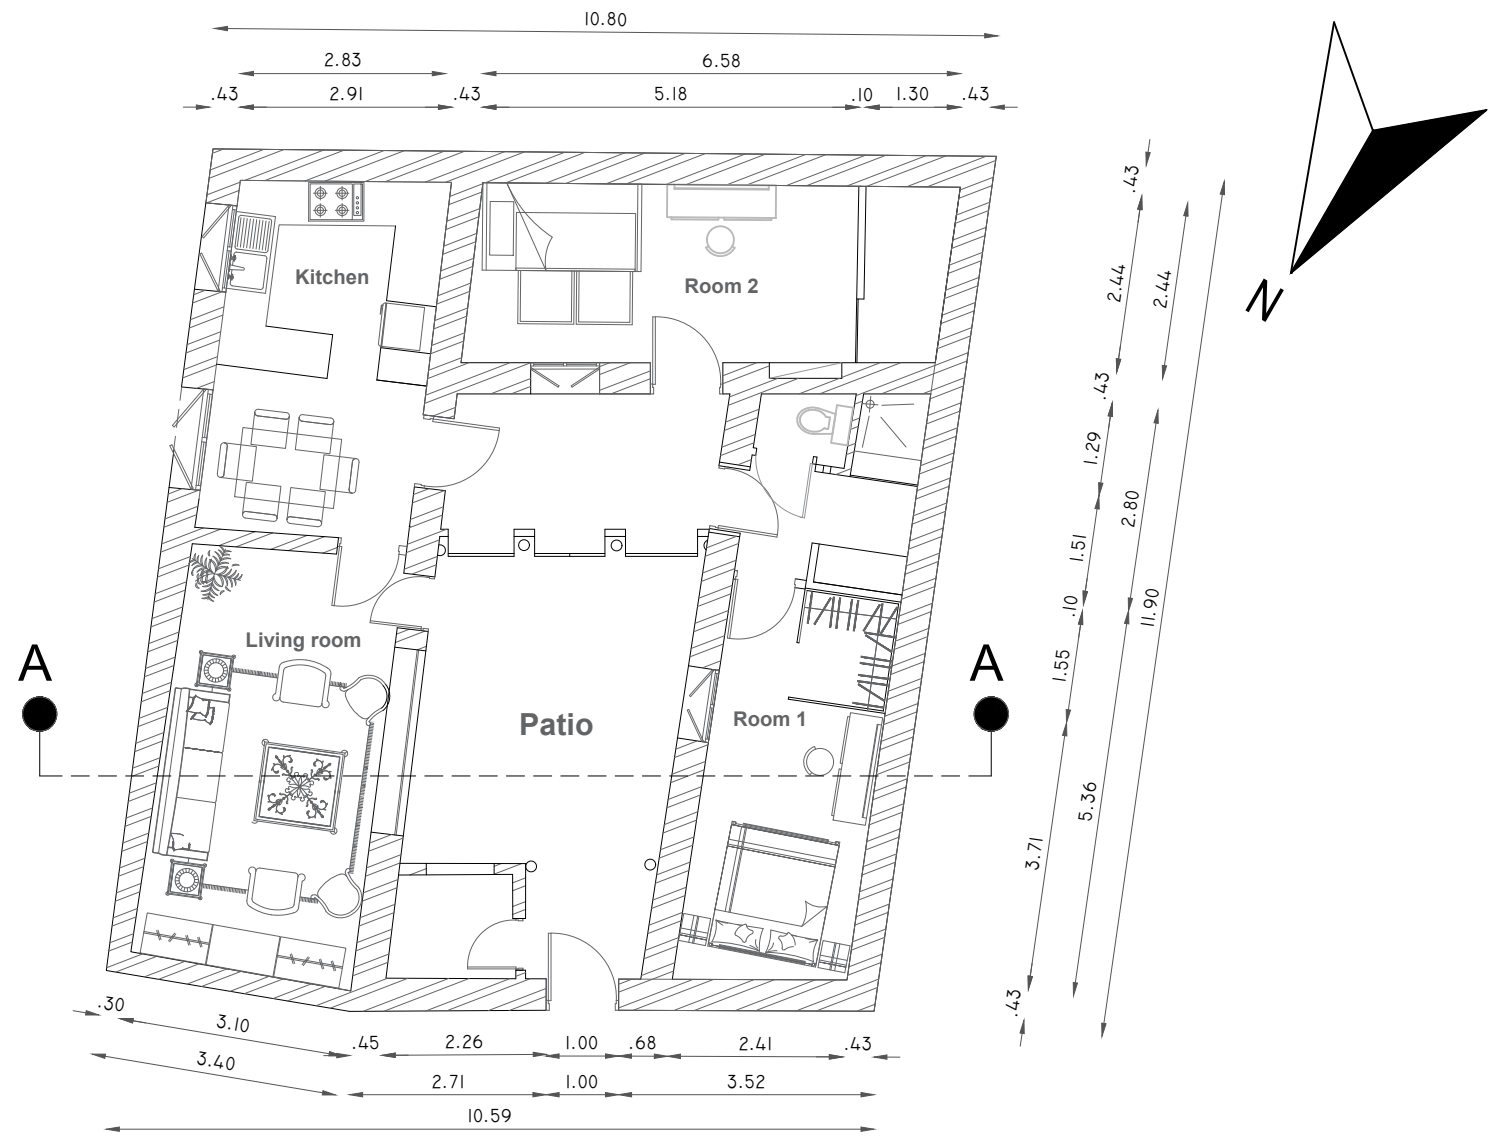 10.80
2.83 6.58
.43 2.91 .43 5.18 .10 1.30 .43
.43
2.44 2.44
Kitchen
Room 2
N
.43
1.29
2.80
1.51
.10
11.90
Living room
1.55
A A
Patio
Room 1
5.36
3.71
.43
.30 3.10 .45 2.26 1.00 .68 2.41 .43
3.40 2.71 1.00 3.52
10.59